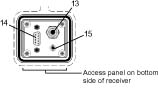 13
14
15
Access panel on bottom
side of receiver